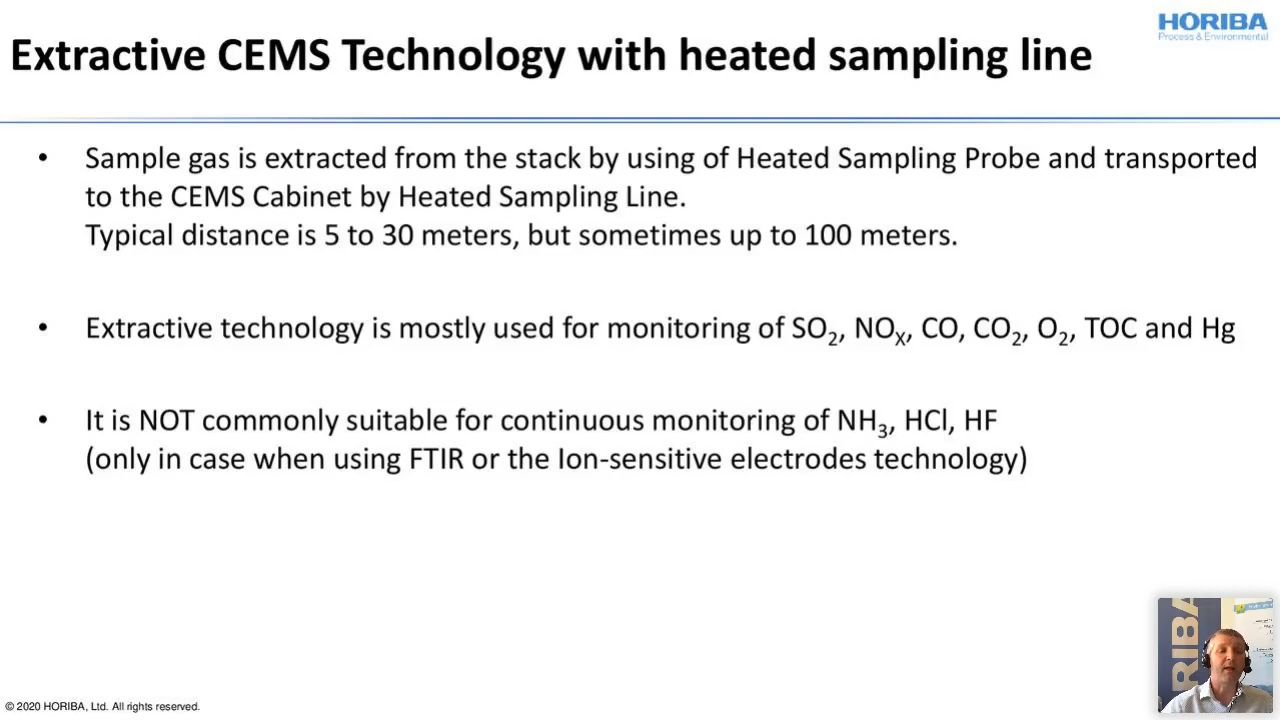 HORIBA
Process & Environmental
Extractive CEMS Technology with heated sampling line
• Sample gas is extracted from the stack by using of Heated Sampling Probe and transported
to the CEMS Cabinet by Heated Sampling Line.
Typical distance is 5 to 30 meters, but sometimes up to 100 meters.
• Extractive technology is mostly used for monitoring of SO₂, NOₓ, CO, CO₂, O₂, TOC and Hg
• It is NOT commonly suitable for continuous monitoring of NH₃, HCl, HF
(only in case when using FTIR or the Ion-sensitive electrodes technology)
RIBA
© 2020 HORIBA, Ltd. All rights reserved.